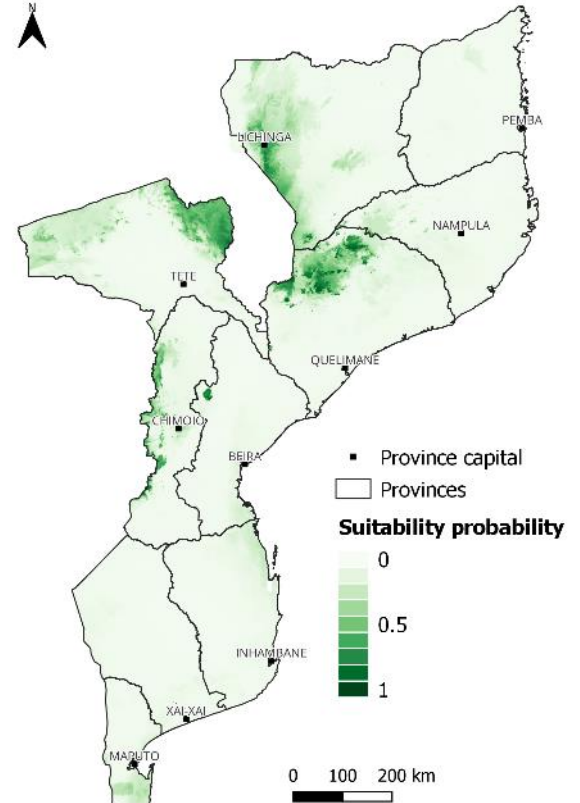 N
LICHINGA
PEMBA
NAMPULA
TETE
QUELIMANE
CHIMOIO
BEIRA
Province capital
Provinces
Suitability probability
0
0.5
1
INHAMBANE
XAI-XAI
MAPUTO
0 100 200 km